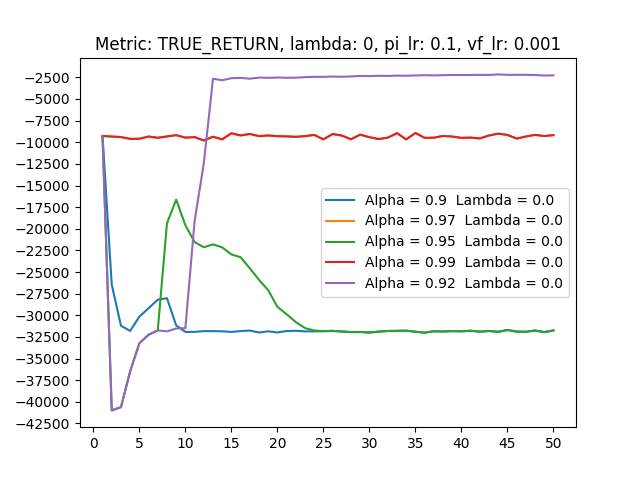 Metric: TRUE_RETURN, lambda: 0, pi_lr: 0.1, vf_lr: 0.001
−2500
−5000
−7500
−10000
−12500
−15000
−17500
−20000
−22500
−25000
−27500
−30000
−32500
−35000
−37500
−40000
−42500
Alpha = 0.9  Lambda = 0.0
Alpha = 0.97  Lambda = 0.0
Alpha = 0.95  Lambda = 0.0
Alpha = 0.99  Lambda = 0.0
Alpha = 0.92  Lambda = 0.0
0 5 10 15 20 25 30 35 40 45 50